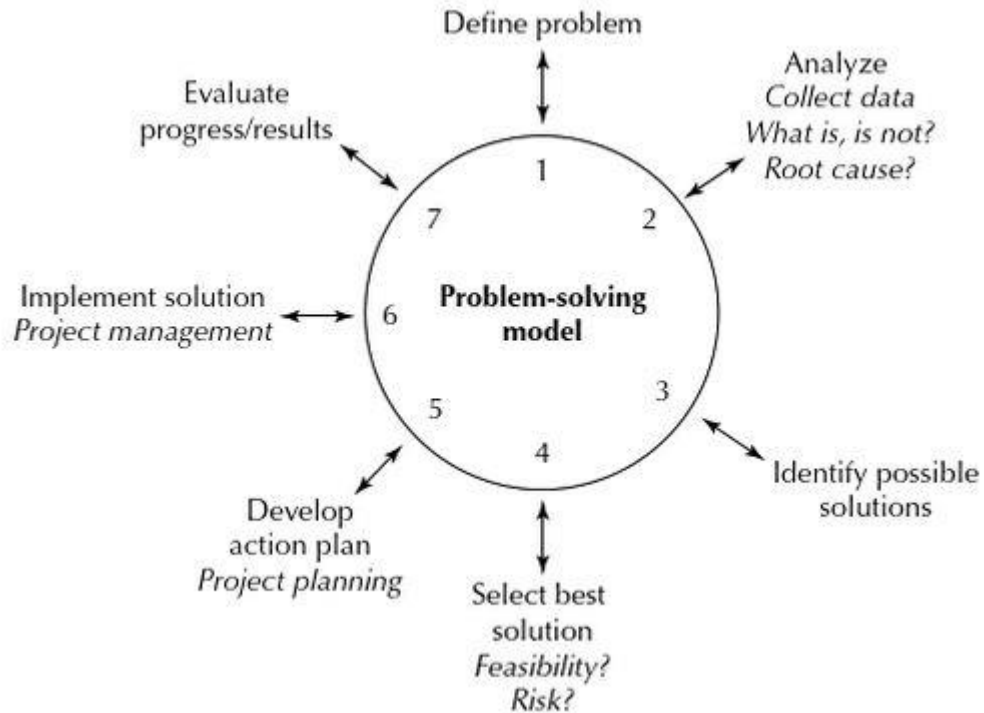 Define problem
Analyze
Collect data
What is, is not?
Root cause?
Evaluate
progress/results
1
2
7
Implement solution
Project management
6
Problem-solving
model
3
5
4
Identify possible
solutions
Develop
action plan
Project planning
Select best
solution
Feasibility?
Risk?